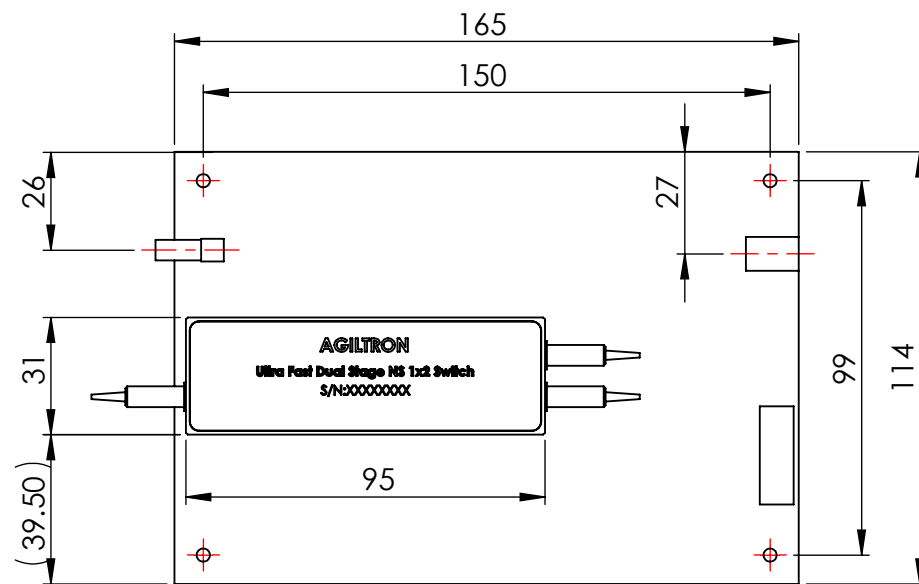 165
150
26
27
31
AGILTRON
Ultra Fast Dual Stage NS 1x2 Switch
S/N:XXXXXXXX
99
114
95
( 39.50 )